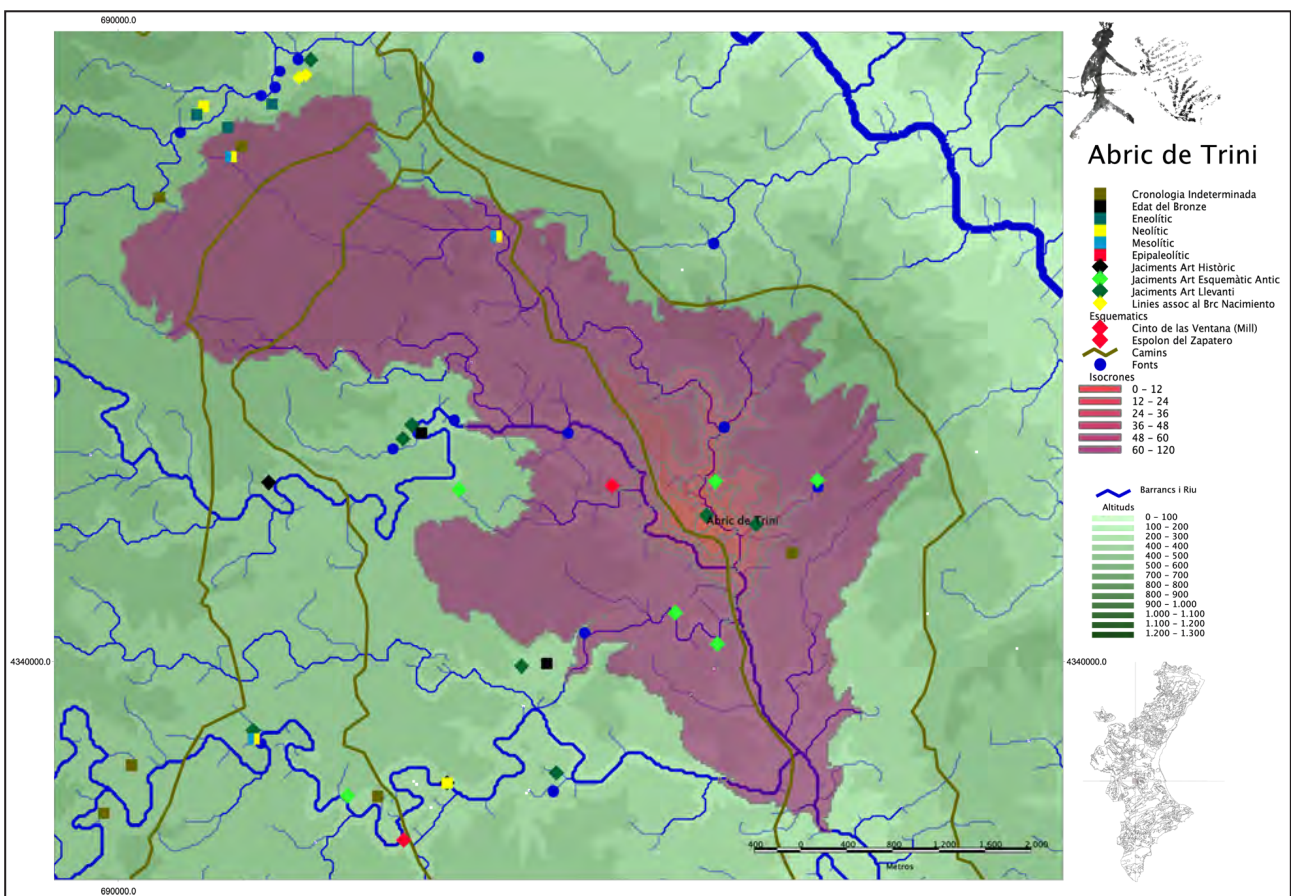 690000.0
Abric de Trini
Cronologia Indeterminada
Edat del Bronze
Eneolític
Neolític
Mesolític
Epipaleolític
Jaciments Art Històric
Jaciments Art Esquemàtic Antic
Jaciments Art Llevanti
Linies assoc al Brc Nacimiento
Esquematics
Cinto de las Ventana (Mill)
Espolon del Zapatero
Camins
Fonts
Isocrones
0 - 12
12 - 24
24 - 36
36 - 48
48 - 60
60 - 120
Barrancs i Riu
Altituds
0 - 100
100 - 200
200 - 300
400 - 400
400 - 500
500 - 600
700 - 700
800 - 800
800 - 900
900 - 1.000
1.000 - 1.100
1.100 - 1.200
1.200 - 1.300
Abric de Trini
4340000.0
4340000.0
400 0 400 800 1.200 1.600 2.000
Metros
690000.0